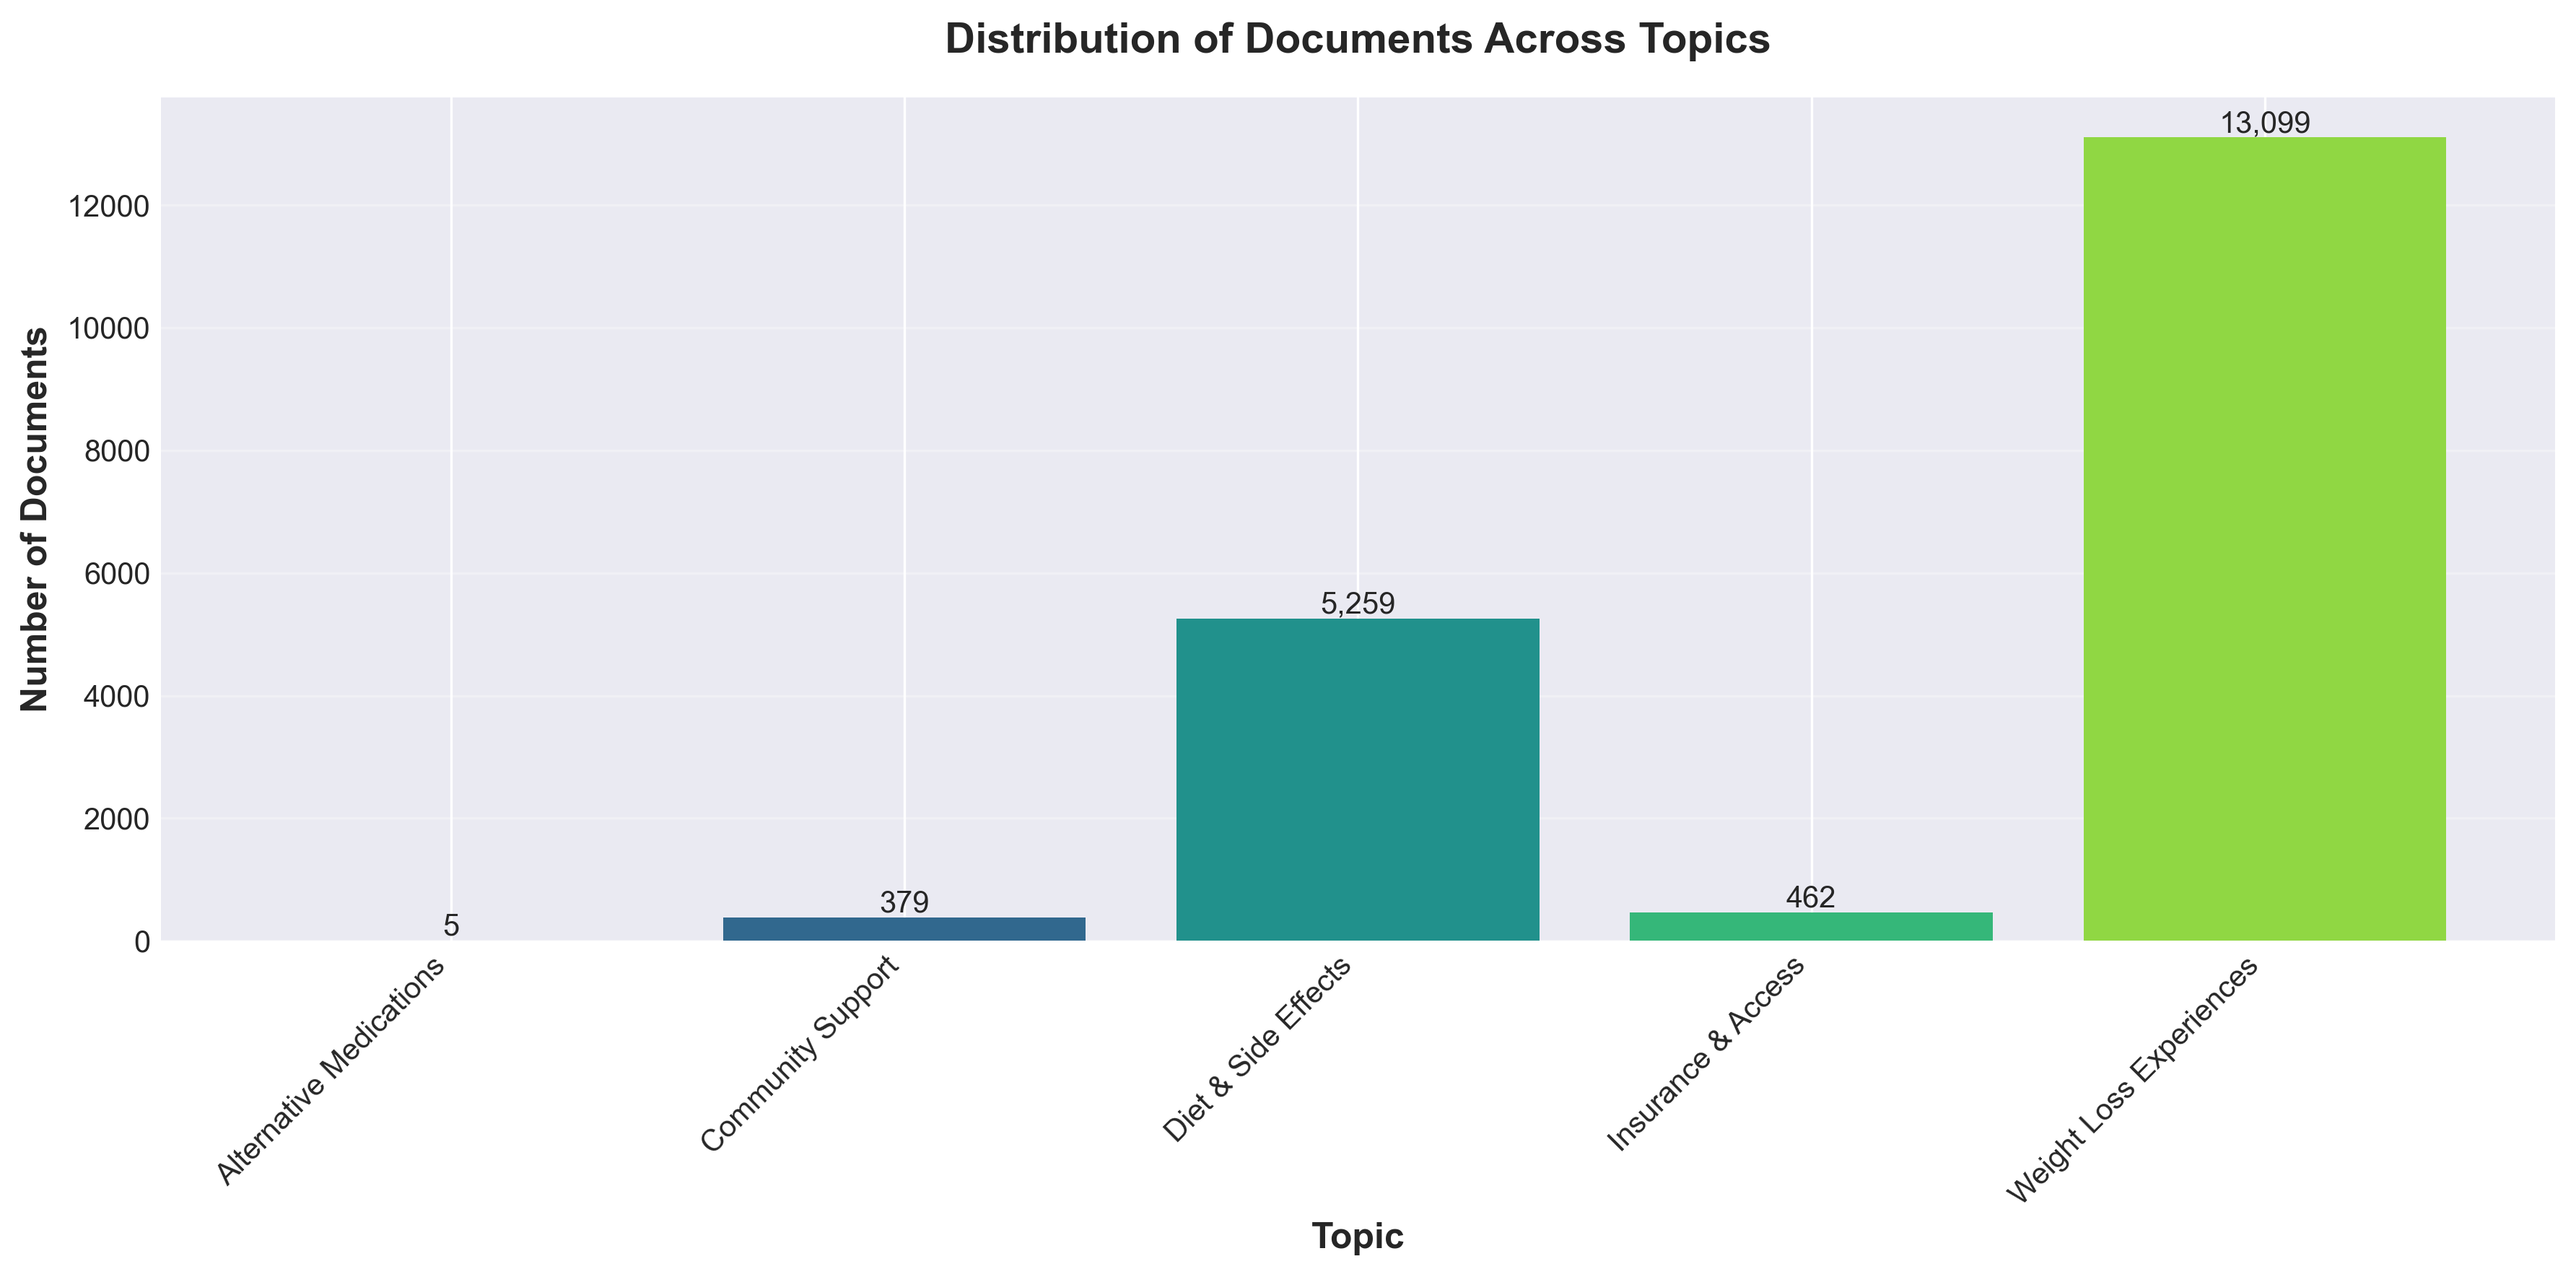 Distribution of Documents Across Topics
13,099
12000
10000
8000
6000
4000
2000
0
5,259
5
379
462
Number of Documents
Alternative Medications
Community Support
Diet & Side Effects
Insurance & Access
Weight Loss Experiences
Topic